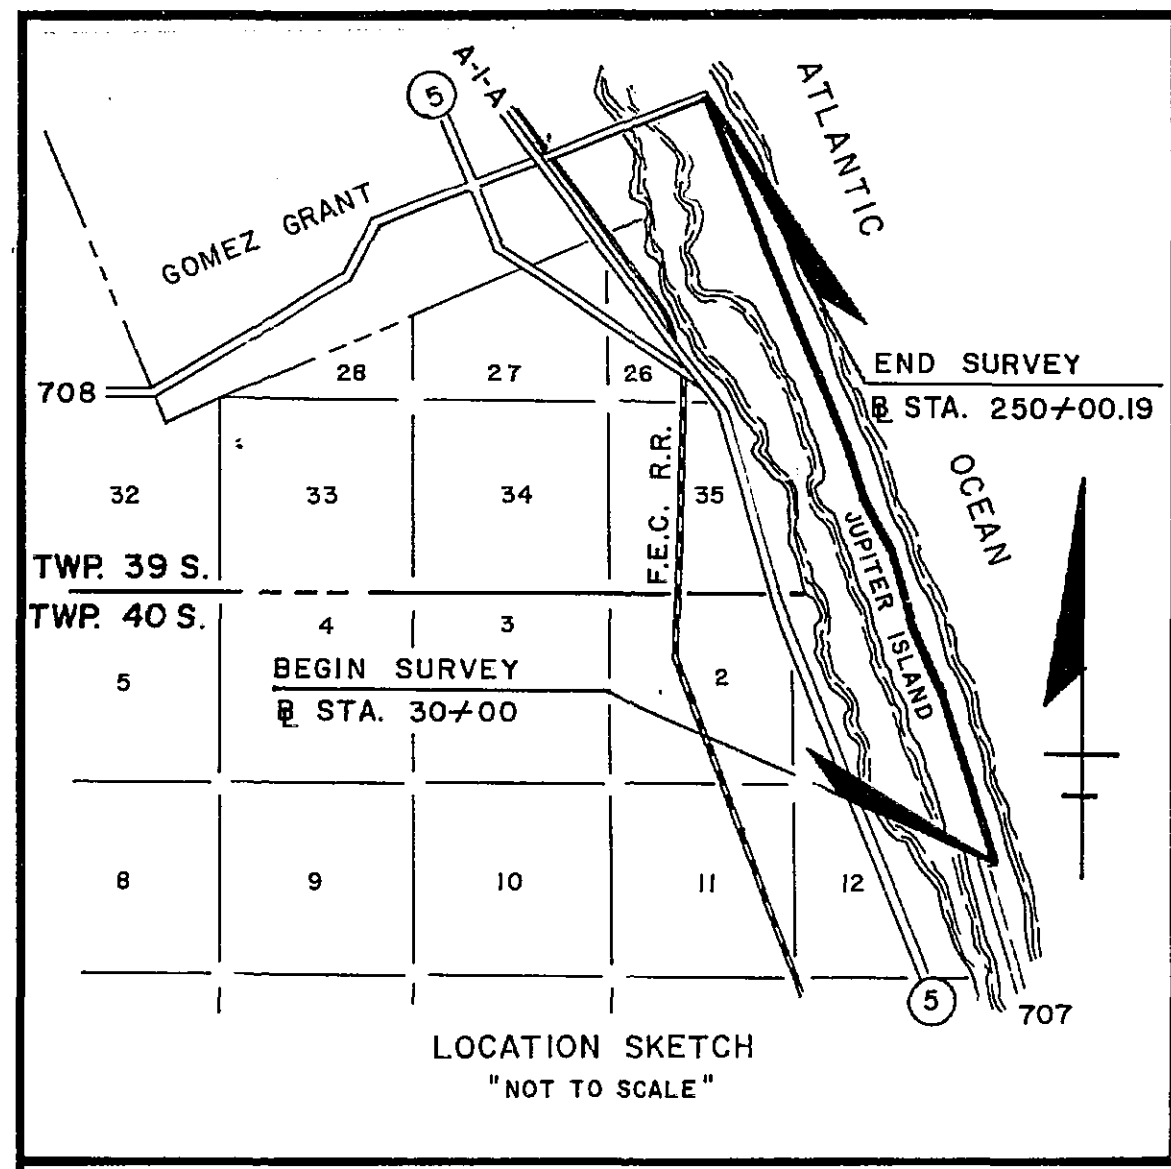 5
A-1-A
ATLANTIC
GOMEZ GRANT
END SURVEY
708
28
27
26
℄ STA. 250+00.19
F.E.C. R.R.
OCEAN
32
33
34
35
JUPITER ISLAND
TWP. 39 S.
TWP. 40 S.
4
3
BEGIN SURVEY
5
2
℄ STA. 30+00
8
9
10
11
12
5
707
LOCATION SKETCH
"NOT TO SCALE"